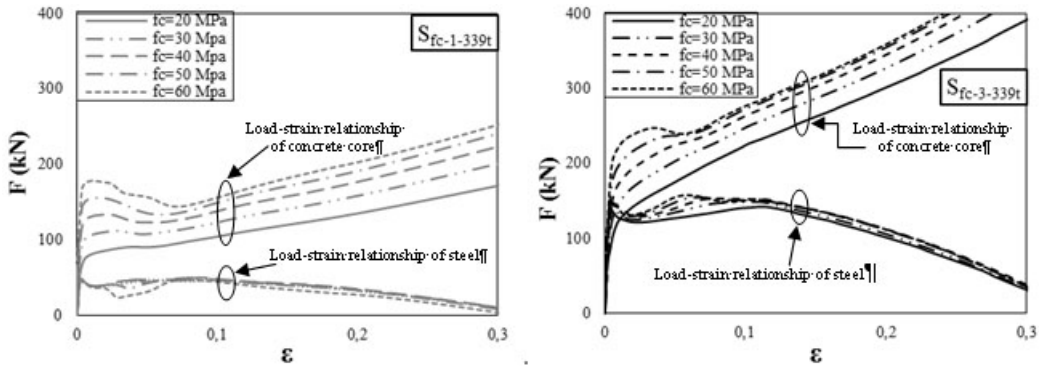 400
300
200
100
0
F (kN)
fc=20 MPa
fc=30 Mpa
fc=40 Mpa
fc=50 Mpa
fc=60 Mpa
Sfc-1-339t
Load-strain·relationship·
of·concrete·core¶
Load-strain·relationship·of·steel¶
0
0,1
0,2
0,3
ε
.
400
300
200
100
0
F (kN)
fc=20 MPa
fc=30 MPa
fc=40 MPa
fc=50 MPa
fc=60 MPa
Sfc-3-339t
Load-strain·relationship·
of·concrete·core¶
Load-strain·relationship·of·steel¶
0
0,1
0,2
0,3
ε